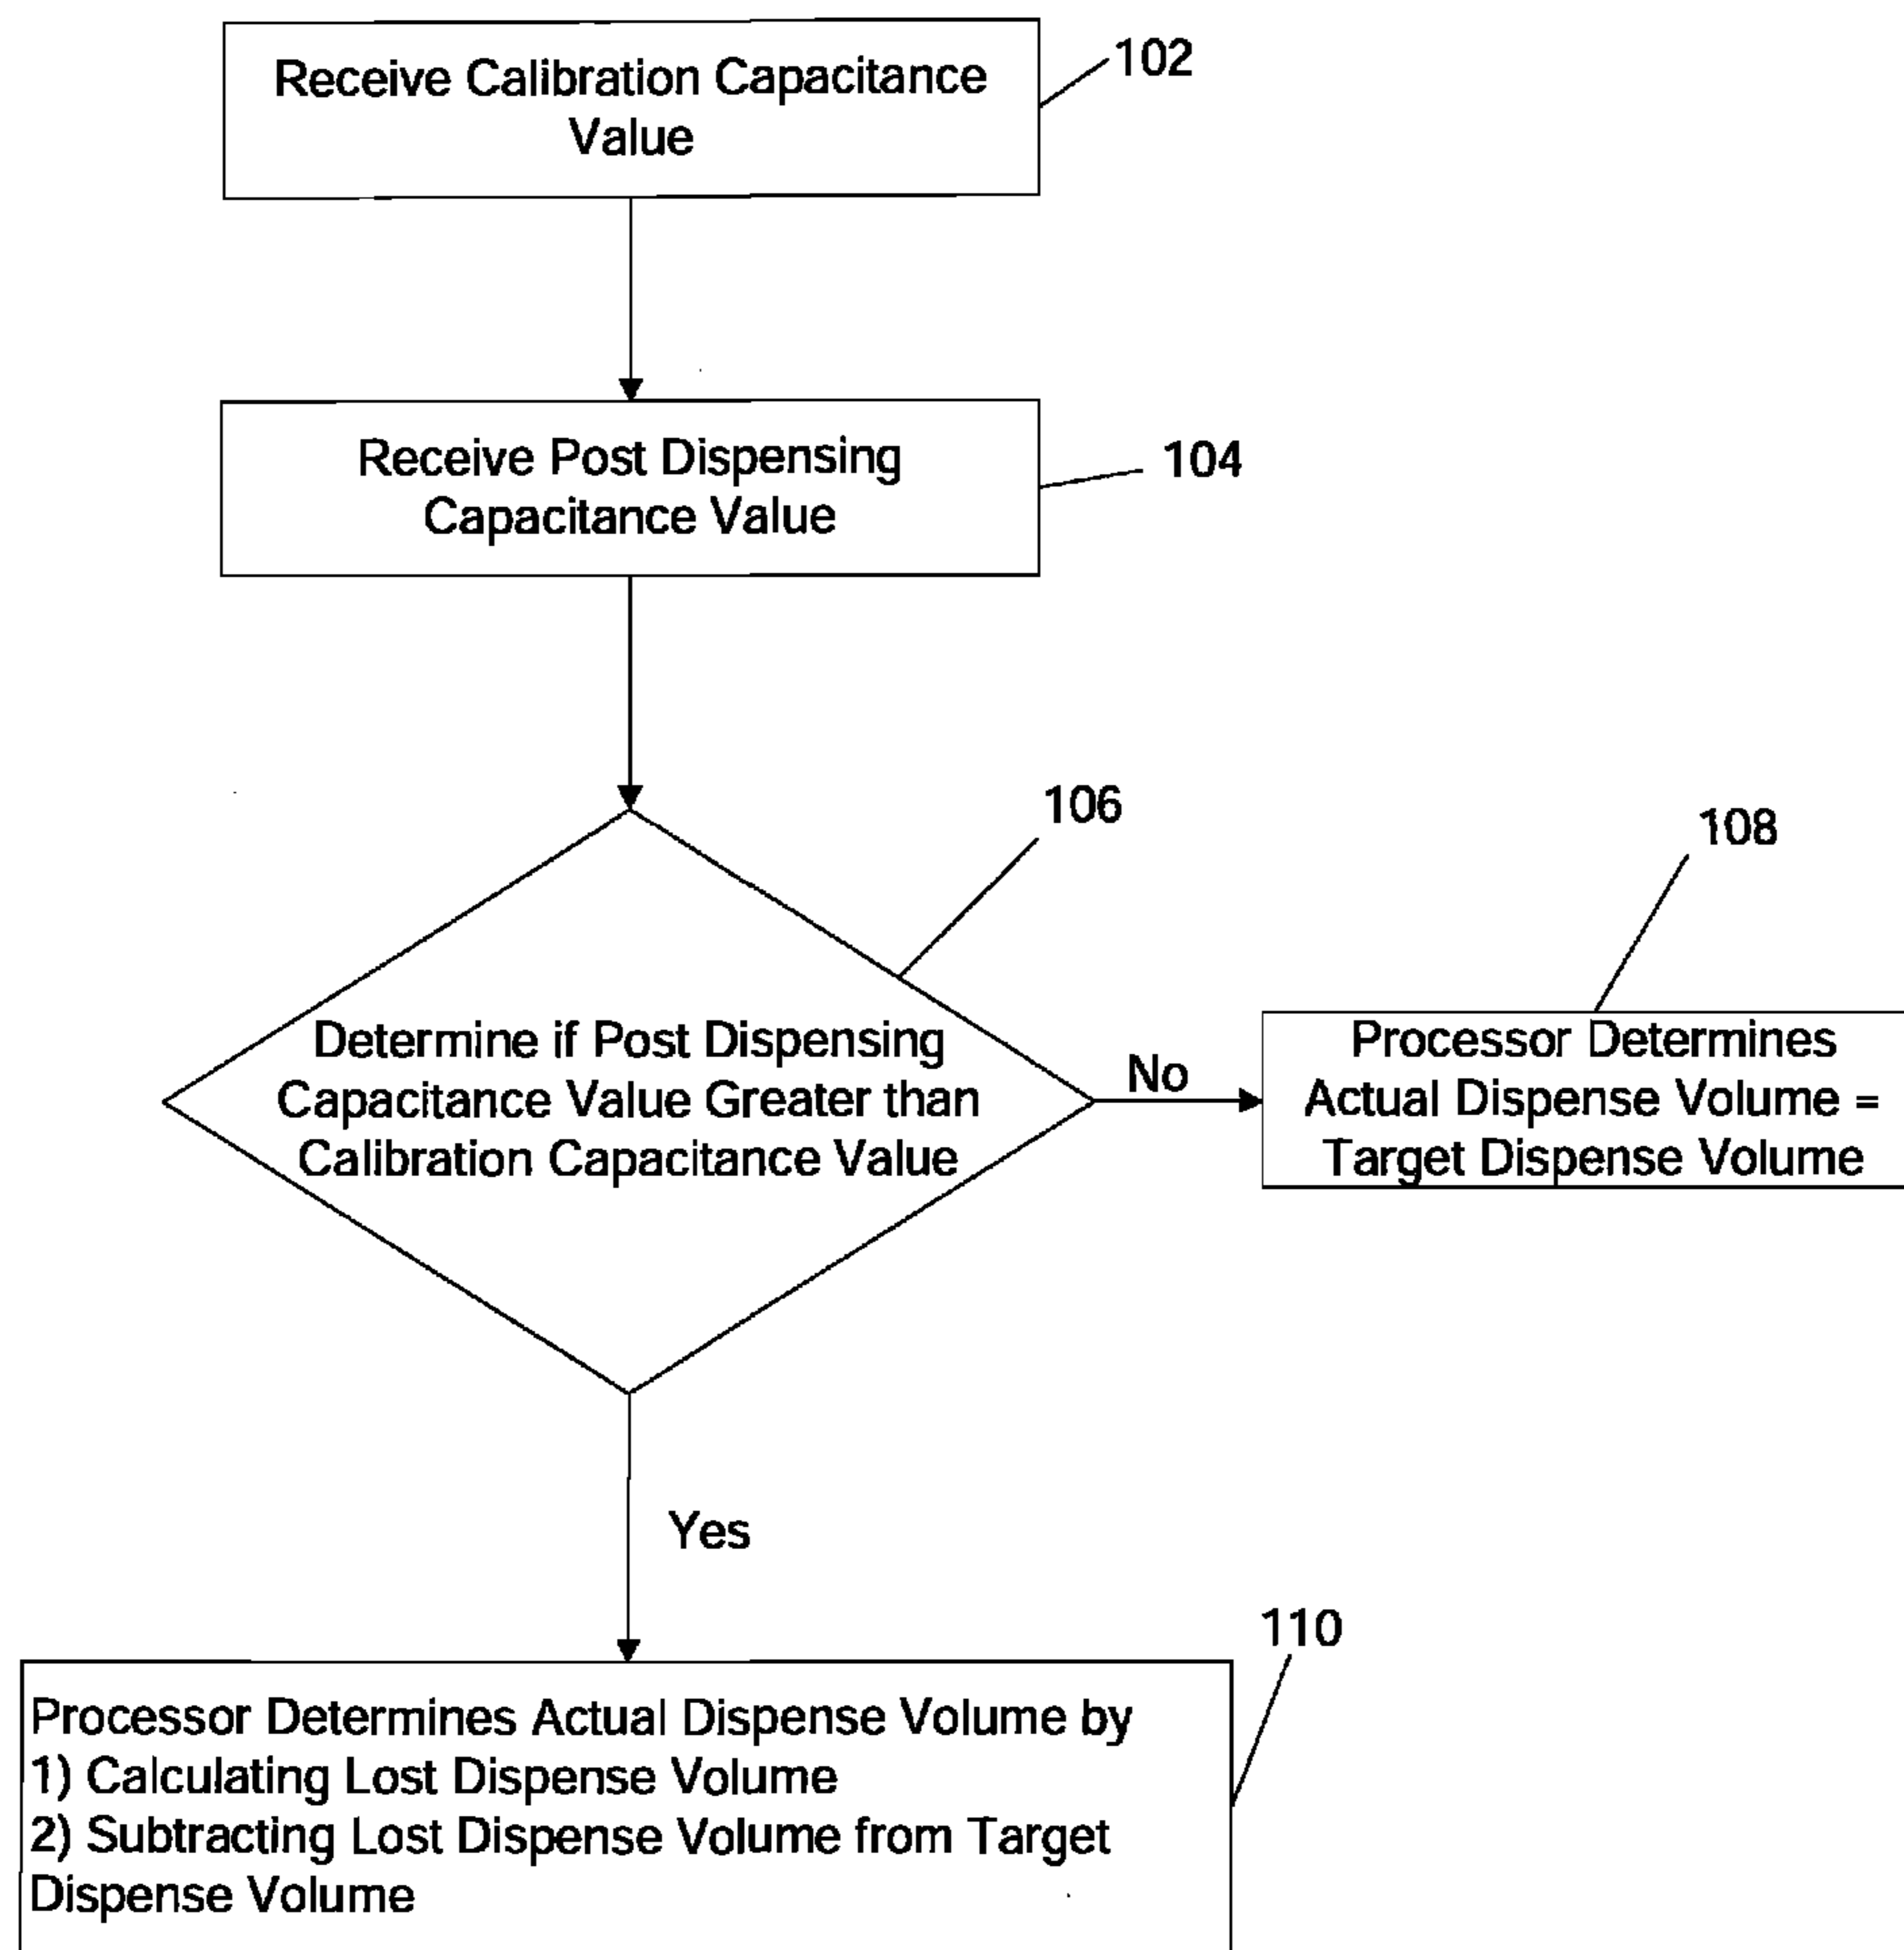 Receive Calibration Capacitance
Value
102
Receive Post Dispensing
Capacitance Value
104
106
108
Determine if Post Dispensing
Capacitance Value Greater than
Calibration Capacitance Value
No
Processor Determines
Actual Dispense Volume =
Target Dispense Volume
Yes
110
Processor Determines Actual Dispense Volume by
1) Calculating Lost Dispense Volume
2) Subtracting Lost Dispense Volume from Target
Dispense Volume